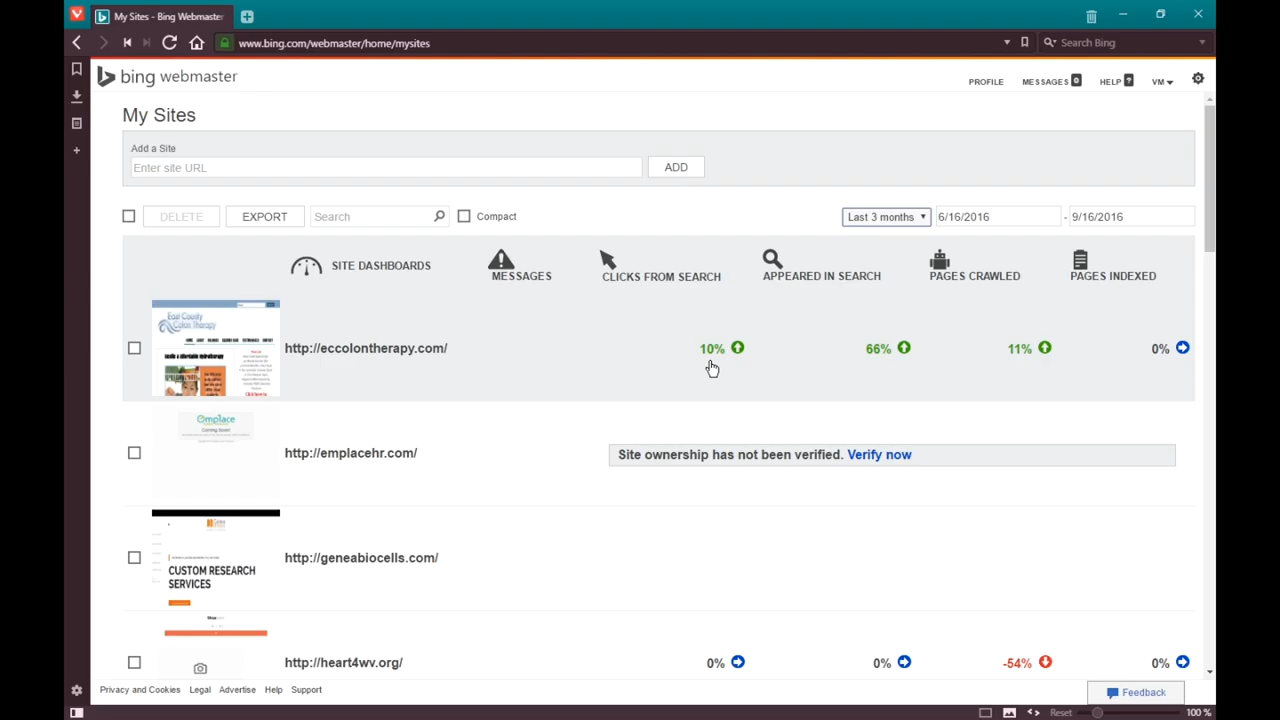 My Sites - Bing Webmaster
www.bing.com/webmaster/home/mysites
Search Bing
bing webmaster
PROFILE MESSAGES 0 HELP ? VM
My Sites
Add a Site
Enter site URL ADD
DELETE EXPORT Search Compact Last 3 months 6/16/2016 - 9/16/2016
SITE DASHBOARDS MESSAGES CLICKS FROM SEARCH APPEARED IN SEARCH PAGES CRAWLED PAGES INDEXED
East County
Colon Therapy
http://eccolontherapy.com/ 10% 66% 11% 0%
Omplace
Coming Soon!
http://emplacehr.com/ Site ownership has not been verified. Verify now
http://geneabiocells.com/
CUSTOM RESEARCH
SERVICES
http://heart4wv.org/ 0% 0% -54% 0%
Privacy and Cookies Legal Advertise Help Support Feedback
Reset 100 %